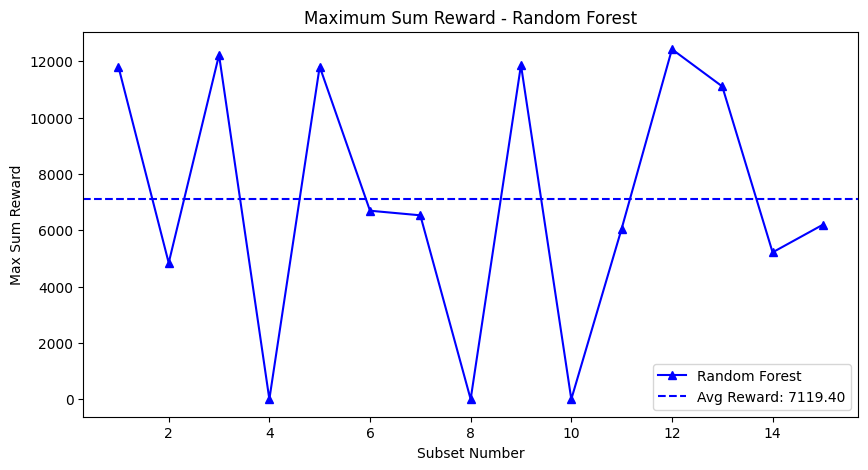 Maximum Sum Reward - Random Forest
Max Sum Reward
12000
10000
8000
6000
4000
2000
0
2
4
6
8
10
12
14
Subset Number
Random Forest
Avg Reward: 7119.40